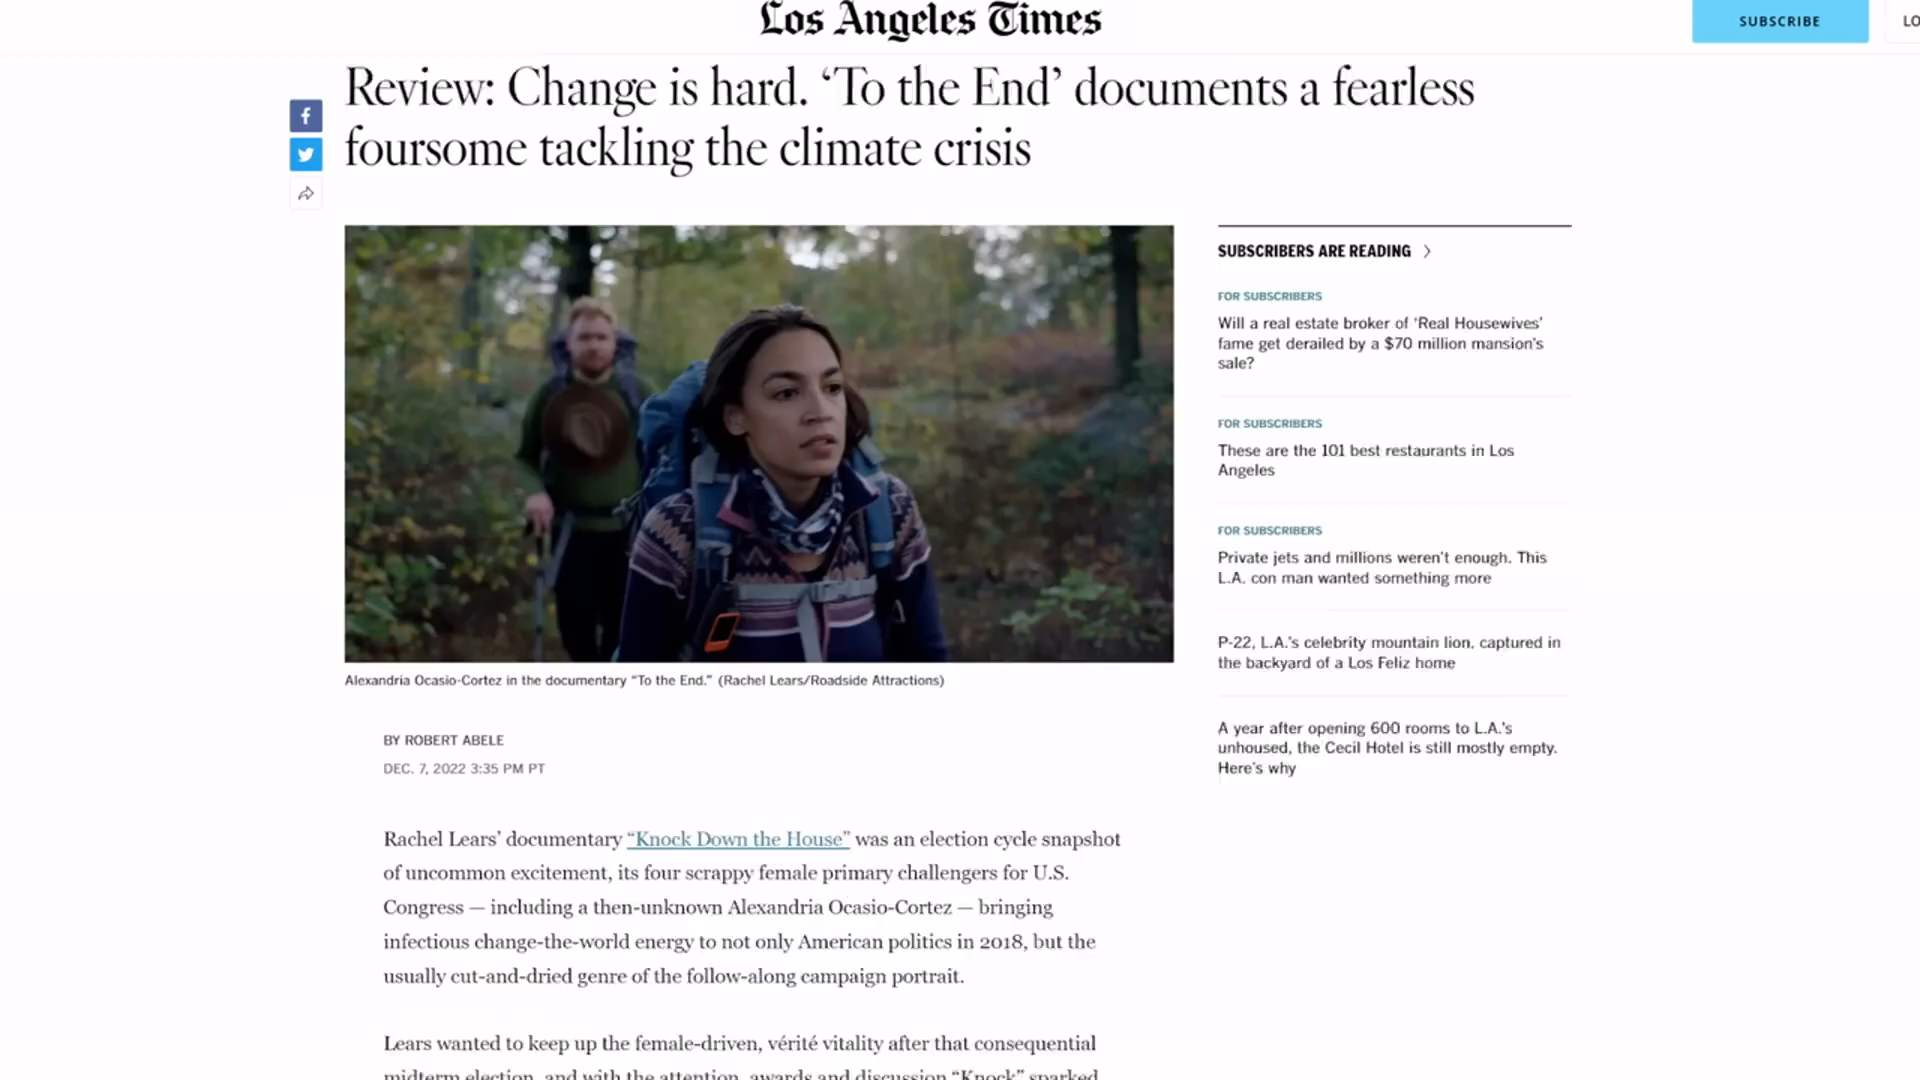 Los Angeles Times
SUBSCRIBE
LO
Review: Change is hard. ‘To the End’ documents a fearless
foursome tackling the climate crisis
Alexandria Ocasio-Cortez in the documentary “To the End.” (Rachel Lears/Roadside Attractions)
BY ROBERT ABELE
DEC. 7, 2022 3:35 PM PT
Rachel Lears’ documentary “Knock Down the House” was an election cycle snapshot
of uncommon excitement, its four scrappy female primary challengers for U.S.
Congress — including a then-unknown Alexandria Ocasio-Cortez — bringing
infectious change-the-world energy to not only American politics in 2018, but the
usually cut-and-dried genre of the follow-along campaign portrait.
Lears wanted to keep up the female-driven, vérité vitality after that consequential
midterm election, and with the attention, awards and discussion “Knock” sparked
SUBSCRIBERS ARE READING
FOR SUBSCRIBERS
Will a real estate broker of ‘Real Housewives’
fame get derailed by a $70 million mansion’s
sale?
FOR SUBSCRIBERS
These are the 101 best restaurants in Los
Angeles
FOR SUBSCRIBERS
Private jets and millions weren’t enough. This
L.A. con man wanted something more
P-22, L.A.’s celebrity mountain lion, captured in
the backyard of a Los Feliz home
A year after opening 600 rooms to L.A.’s
unhoused, the Cecil Hotel is still mostly empty.
Here’s why